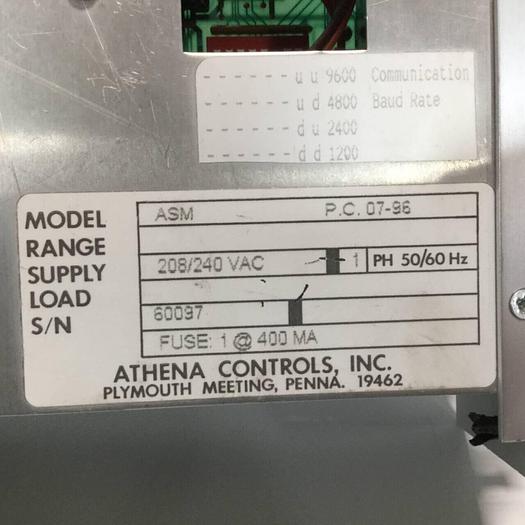 - - - - - - u u 9600 Communication
- - - - - - u d 4800 Baud Rate
- - - - - - d u 2400
- - - - - - d d 1200
MODEL ASM P.C. 07-96
RANGE
SUPPLY 208/240 VAC 1 PH 50/60 Hz
LOAD
S/N 60097
FUSE: 1 @ 400 MA
ATHENA CONTROLS, INC.
PLYMOUTH MEETING, PENNA. 19462